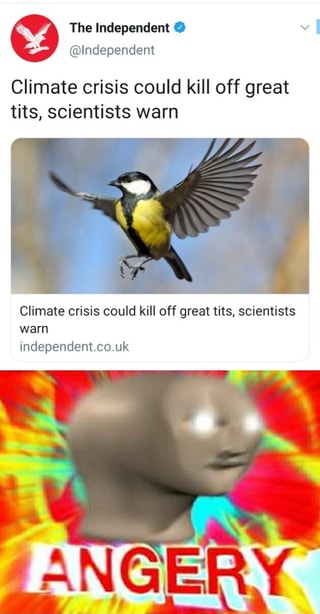 The Independent
@Independent
Climate crisis could kill off great
tits, scientists warn
Climate crisis could kill off great tits, scientists
warn
independent.co.uk
ANGERY